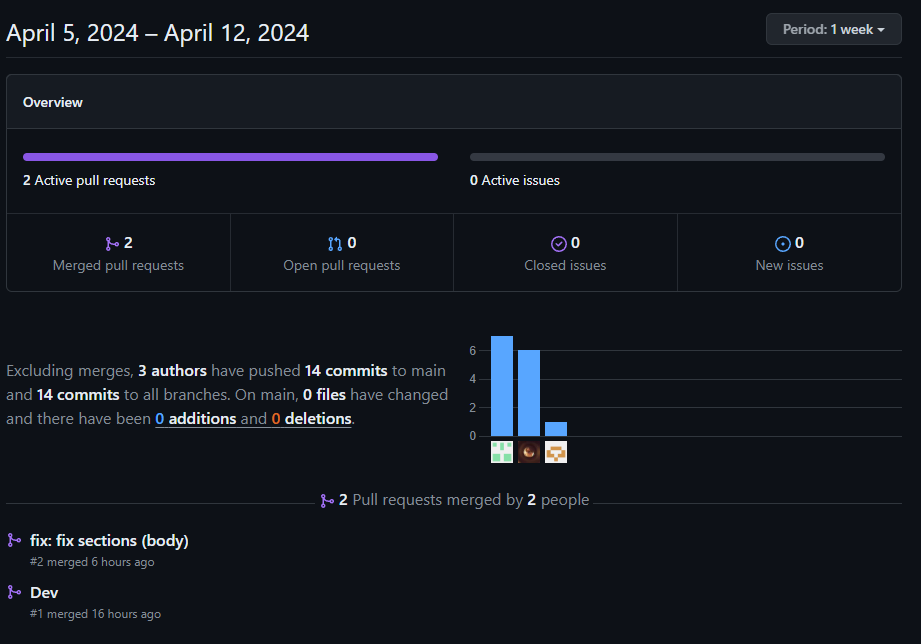 April 5, 2024 – April 12, 2024
Period: 1 week
Overview
2 Active pull requests
0 Active issues
2
Merged pull requests
0
Open pull requests
0
Closed issues
0
New issues
Excluding merges, 3 authors have pushed 14 commits to main
and 14 commits to all branches. On main, 0 files have changed
and there have been 0 additions and 0 deletions.
6
4
2
0
2 Pull requests merged by 2 people
fix: fix sections (body)
#2 merged 6 hours ago
Dev
#1 merged 16 hours ago